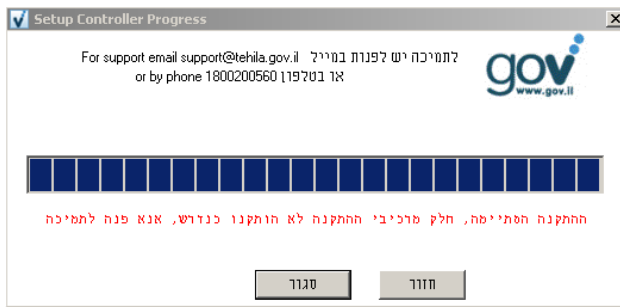 Setup Controller Progress
לתמיכה יש לפנות במייל For support email support@tehila.gov.il
או בטלפון or by phone 1800200560
gov
www.gov.il
ההתקנה הסתיימה, חלק מרכיבי ההתקנה לא הותקנו כנדרש, אנא פנה לתמיכה
חזור
סגור